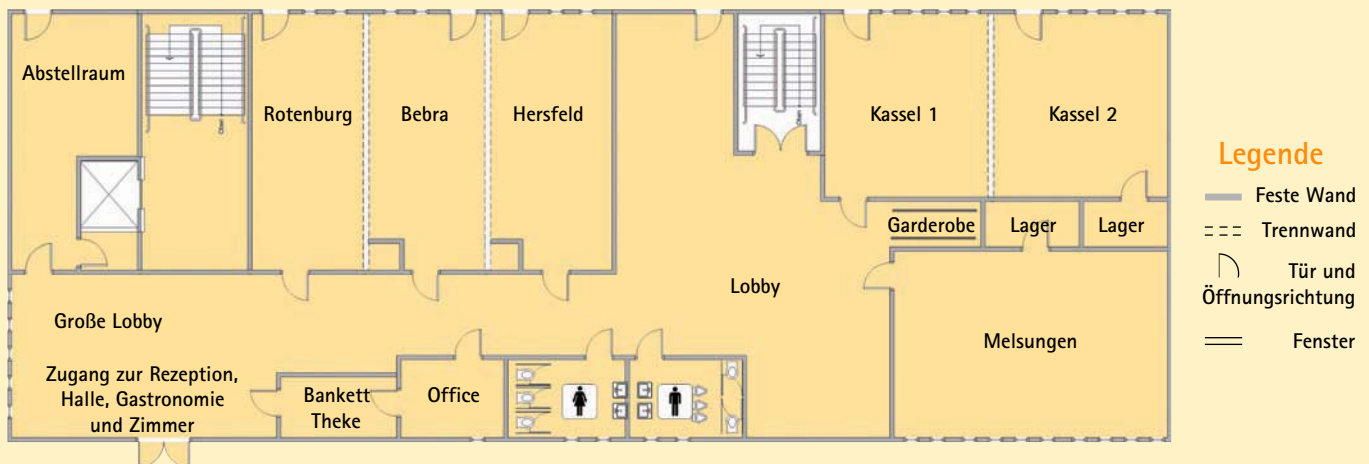 Abstellraum
Rotenburg
Bebra
Hersfeld
Kassel 1
Kassel 2
Garderobe
Lager
Lager
Lobby
Große Lobby
Zugang zur Rezeption,
Halle, Gastronomie
und Zimmer
Bankett
Theke
Office
Melsungen
Legende
Feste Wand
Trennwand
Tür und
Öffnungsrichtung
Fenster